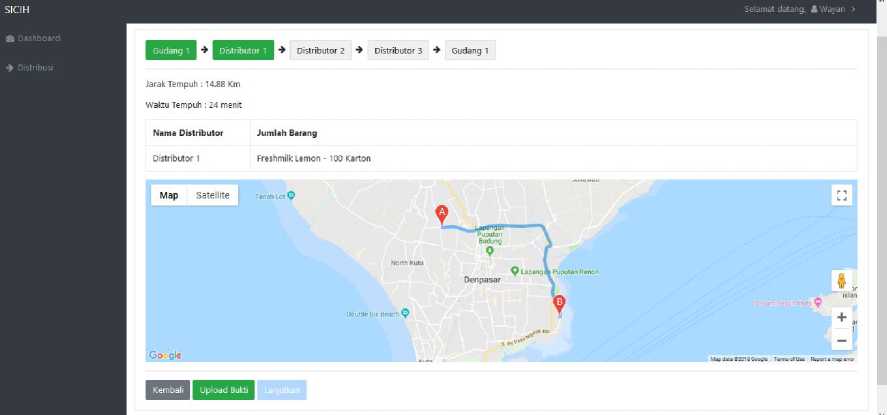 SICIH
Selamat datang, Wayan >
Dashboard
Distribusi
Gudang 1 → Distributor 1 → Distributor 2 → Distributor 3 → Gudang 1
Jarak Tempuh : 14.88 Km
Waktu Tempuh : 24 menit
Nama Distributor Jumlah Barang
Distributor 1 Freshmilk Lemon - 100 Karton
Map Satellite
Tanah Lot
A
Lapangan
Puputan
Badung
North Kuta
Lapangan Puputan Renon
Denpasar
B
Double Six Beach
Kuta
Google
Map data ©2018 Google Terms of Use Report a map error
Kembali Upload Bukti Lanjutkan